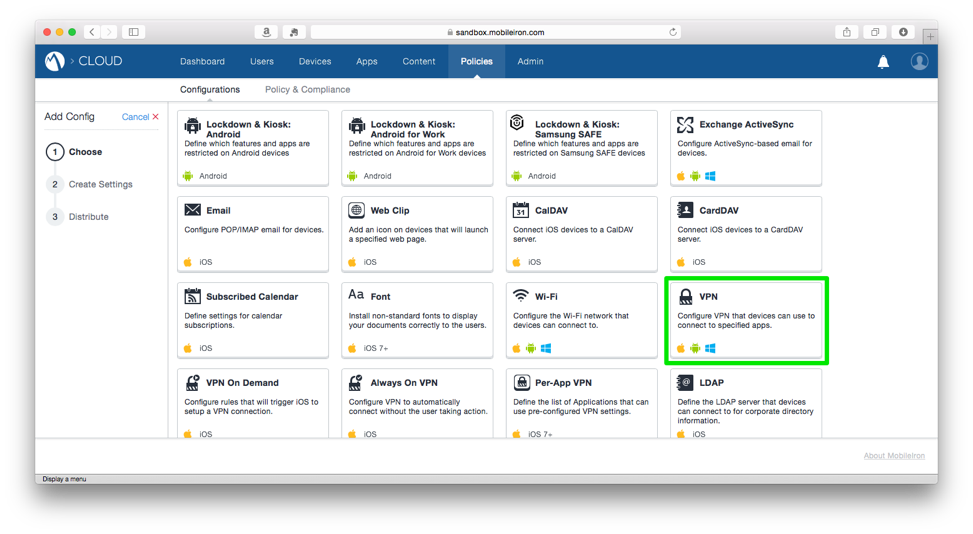 sandbox.mobileiron.com
> CLOUD
Dashboard
Users
Devices
Apps
Content
Policies
Admin
Configurations
Policy & Compliance
Add Config
Cancel ✕
1 Choose
2 Create Settings
3 Distribute
Lockdown & Kiosk:
Android
Define which features and apps are
restricted on Android devices
Android
Lockdown & Kiosk:
Android for Work
Define which features and apps are
restricted on Android for Work devices
Android
Lockdown & Kiosk:
Samsung SAFE
Define which features and apps are
restricted on Samsung SAFE devices
Android
Exchange ActiveSync
Configure ActiveSync-based email for
devices.
Email
Configure POP/IMAP email for devices.
iOS
Web Clip
Add an icon on devices that will launch
a specified web page.
iOS
31
CalDAV
Connect iOS devices to a CalDAV
server.
iOS
CardDAV
Connect iOS devices to a CardDAV
server.
iOS
Subscribed Calendar
Define settings for calendar
subscriptions.
iOS
Aa
Font
Install non-standard fonts to display
your documents correctly to the users.
iOS 7+
Wi-Fi
Configure the Wi-Fi network that
devices can connect to.
VPN
Configure VPN that devices can use to
connect to specified apps.
VPN On Demand
Configure rules that will trigger iOS to
setup a VPN connection.
iOS
Always On VPN
Configure VPN to automatically
connect without the user taking action.
iOS
Per-App VPN
Define the list of Applications that can
use pre-configured VPN settings.
iOS 7+
@
LDAP
Define the LDAP server that devices
can connect to for corporate directory
information.
iOS
About MobileIron
Display a menu